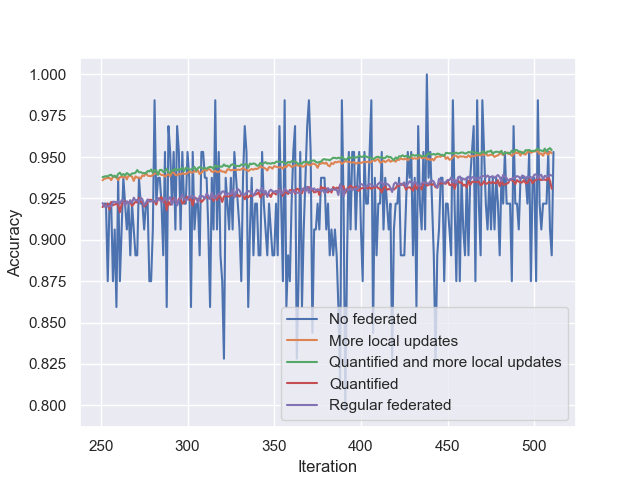 1.000
0.975
0.950
0.925
0.900
0.875
0.850
0.825
0.800
Accuracy
No federated
More local updates
Quantified and more local updates
Quantified
Regular federated
250 300 350 400 450 500
Iteration